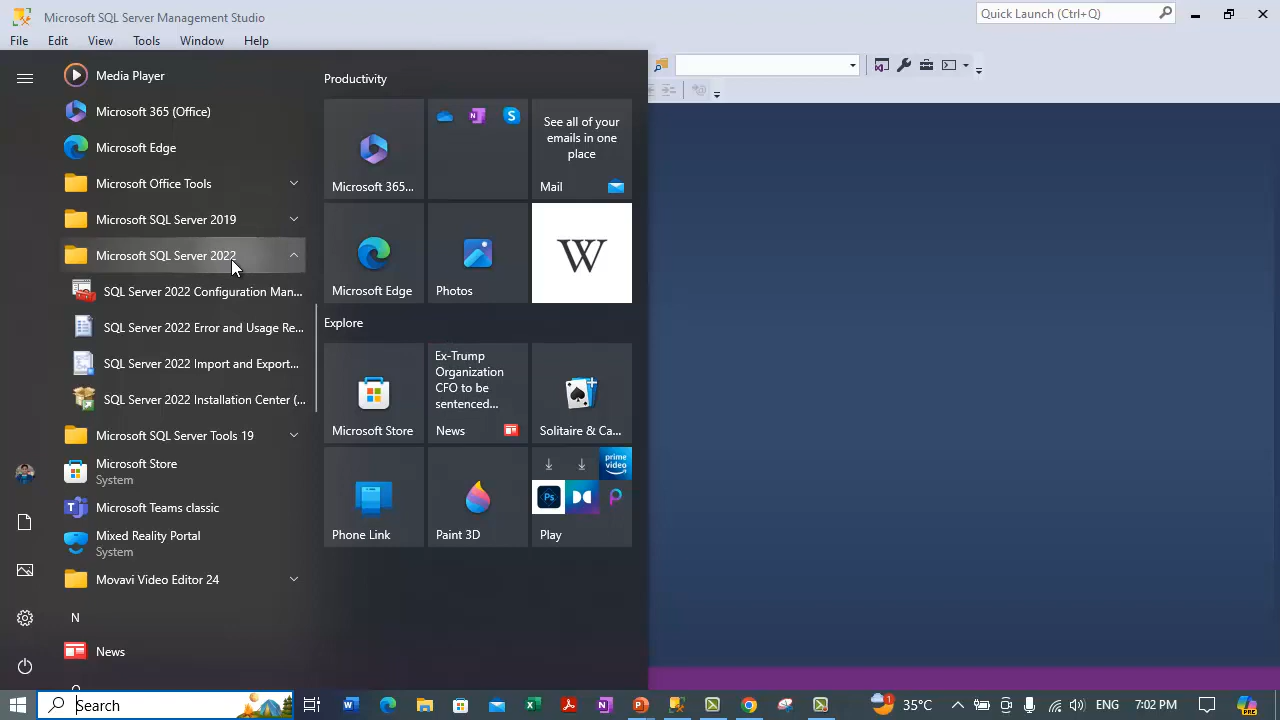 Microsoft SQL Server Management Studio
Quick Launch (Ctrl+Q)
File Edit View Tools Window Help
Media Player
Microsoft 365 (Office)
Microsoft Edge
Microsoft Office Tools
Microsoft SQL Server 2019
Microsoft SQL Server 2022
SQL Server 2022 Configuration Man...
SQL Server 2022 Error and Usage Re...
SQL Server 2022 Import and Export...
SQL Server 2022 Installation Center (...
Microsoft SQL Server Tools 19
Microsoft Store
System
Microsoft Teams classic
Mixed Reality Portal
System
Movavi Video Editor 24
N
News
Productivity
Microsoft 365...
See all of your
emails in one
place
Mail
Microsoft Edge
Photos
W
Explore
Microsoft Store
Ex-Trump
Organization
CFO to be
sentenced...
News
Solitaire & Ca...
Phone Link
Paint 3D
prime
video
Ps
Play
Search
1
35°C
ENG
7:02 PM
PRE